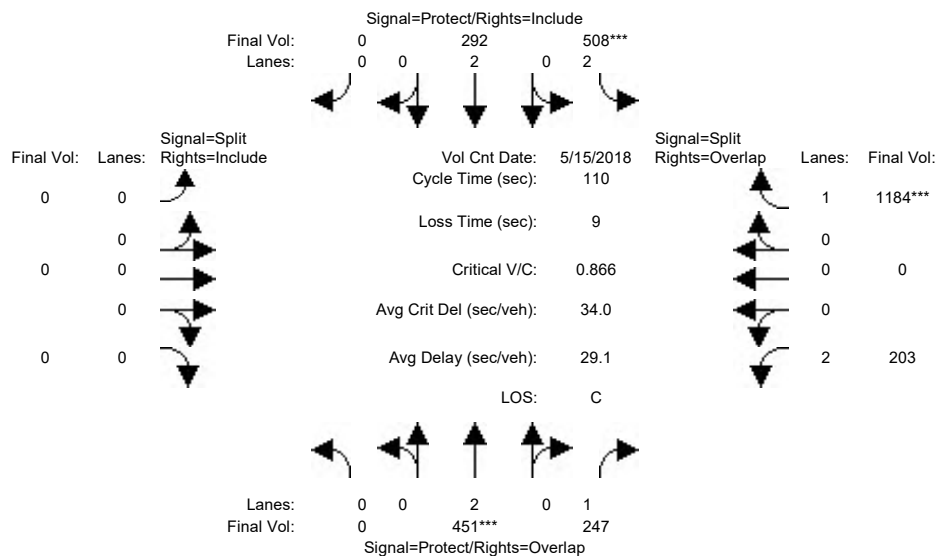 Signal=Protect/Rights=Include
Final Vol: 0 292 508***
Lanes: 0 0 2 0 2
Signal=Split
Signal=Split
Final Vol: Lanes: Rights=Include Vol Cnt Date: 5/15/2018 Rights=Overlap Lanes: Final Vol:
Cycle Time (sec): 110
0 0 1 1184***
Loss Time (sec): 9
0 0
0 0 Critical V/C: 0.866 0 0
0 Avg Crit Del (sec/veh): 34.0 0
0 0 Avg Delay (sec/veh): 29.1 2 203
LOS: C
Lanes: 0 0 2 0 1
Final Vol: 0 451*** 247
Signal=Protect/Rights=Overlap